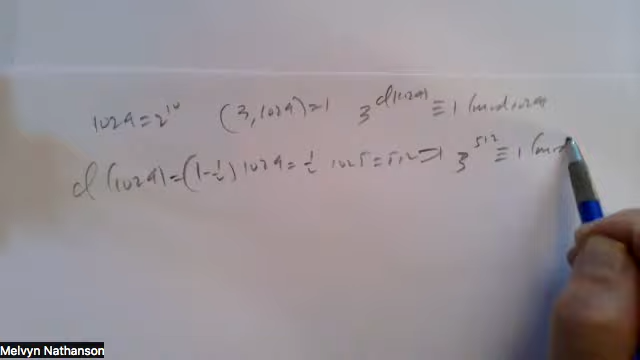 1024=2^10 (3,1024)=1 3^φ(1024) ≡ 1 (mod 1024
φ(1024)=(1-1/2) 1024 = 1/2 1025 = 512 ⇒ 3^512 ≡ 1 (mod
Melvyn Nathanson